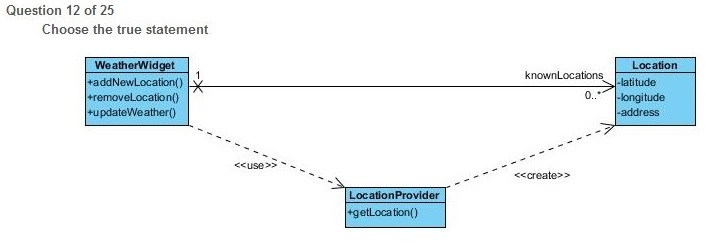 Question 12 of 25
Choose the true statement
WeatherWidget
+addNewLocation()
+removeLocation()
+updateWeather()
1
knownLocations
0..*
Location
-latitude
-longitude
-address
<<use>>
<<create>>
LocationProvider
+getLocation()